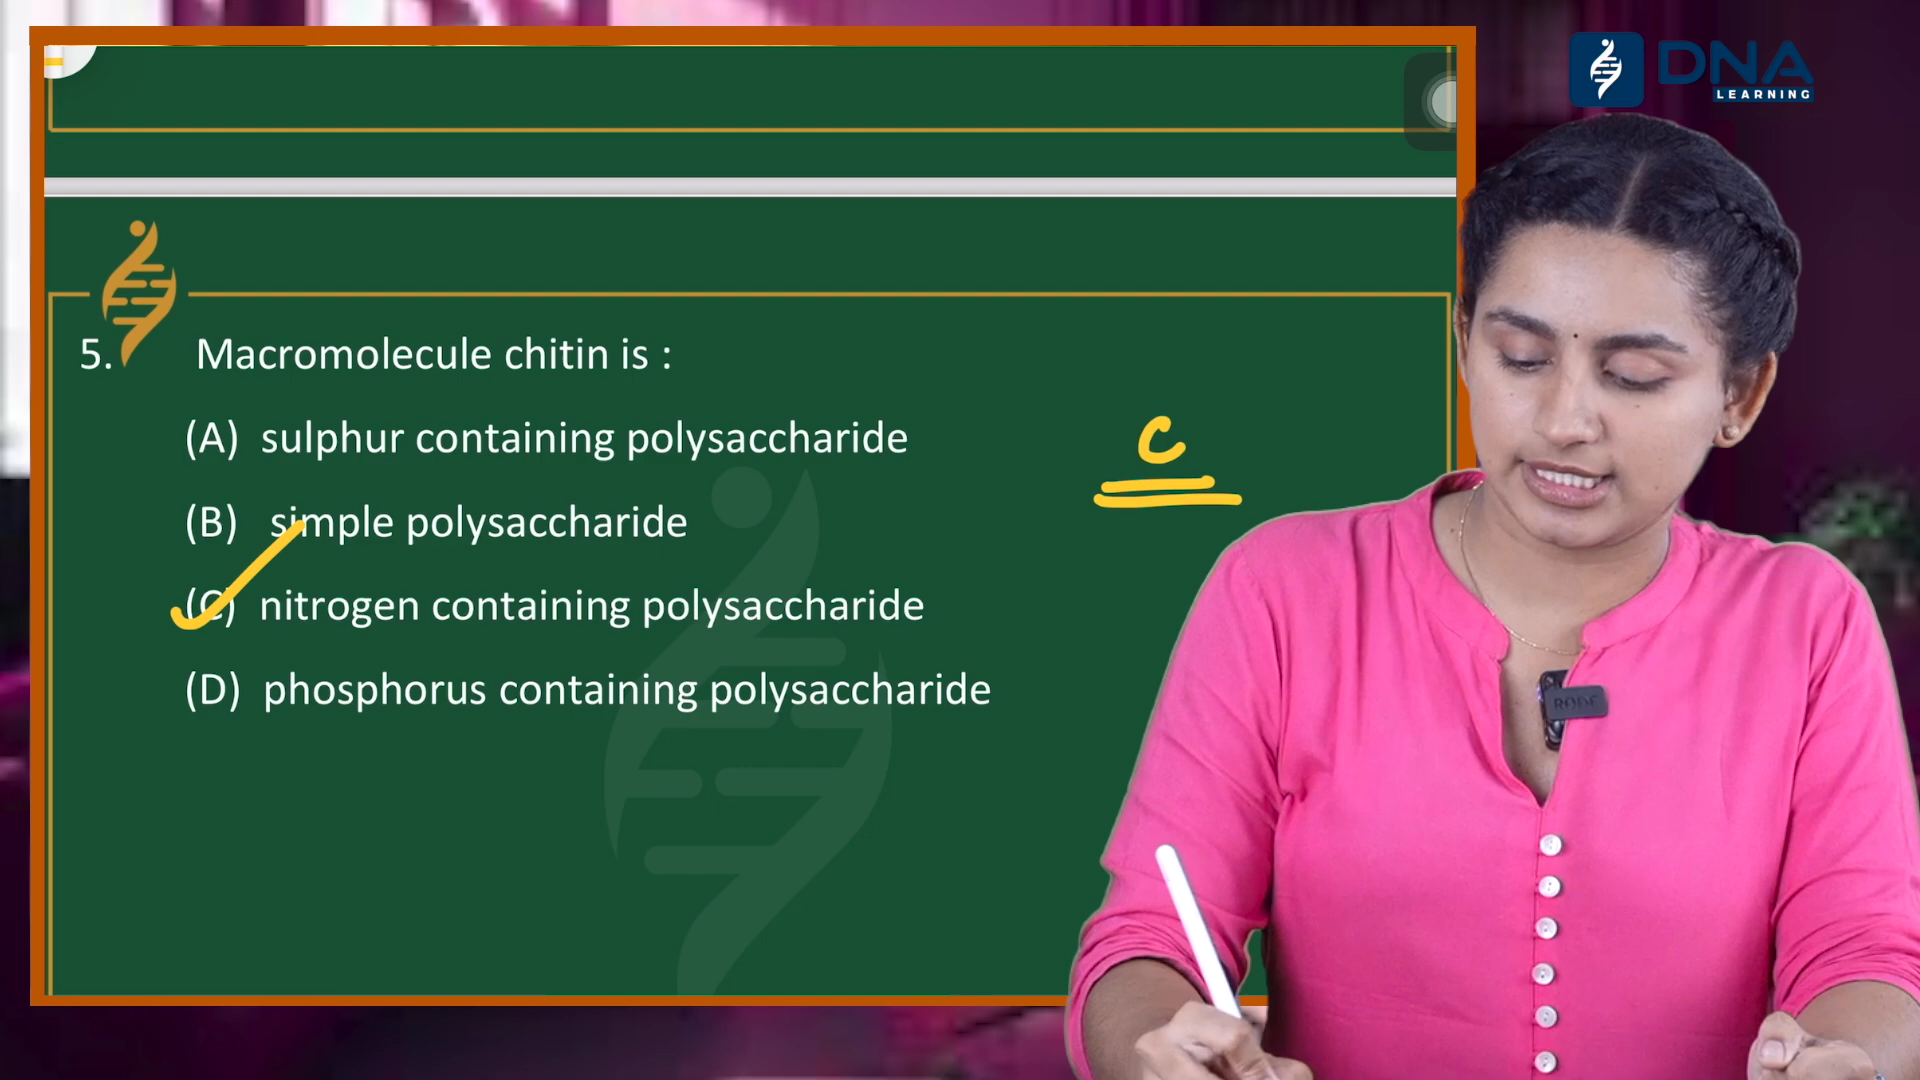 DNA
LEARNING
5. Macromolecule chitin is :
(A) sulphur containing polysaccharide
C
(B) simple polysaccharide
(C) nitrogen containing polysaccharide
(D) phosphorus containing polysaccharide
RODE